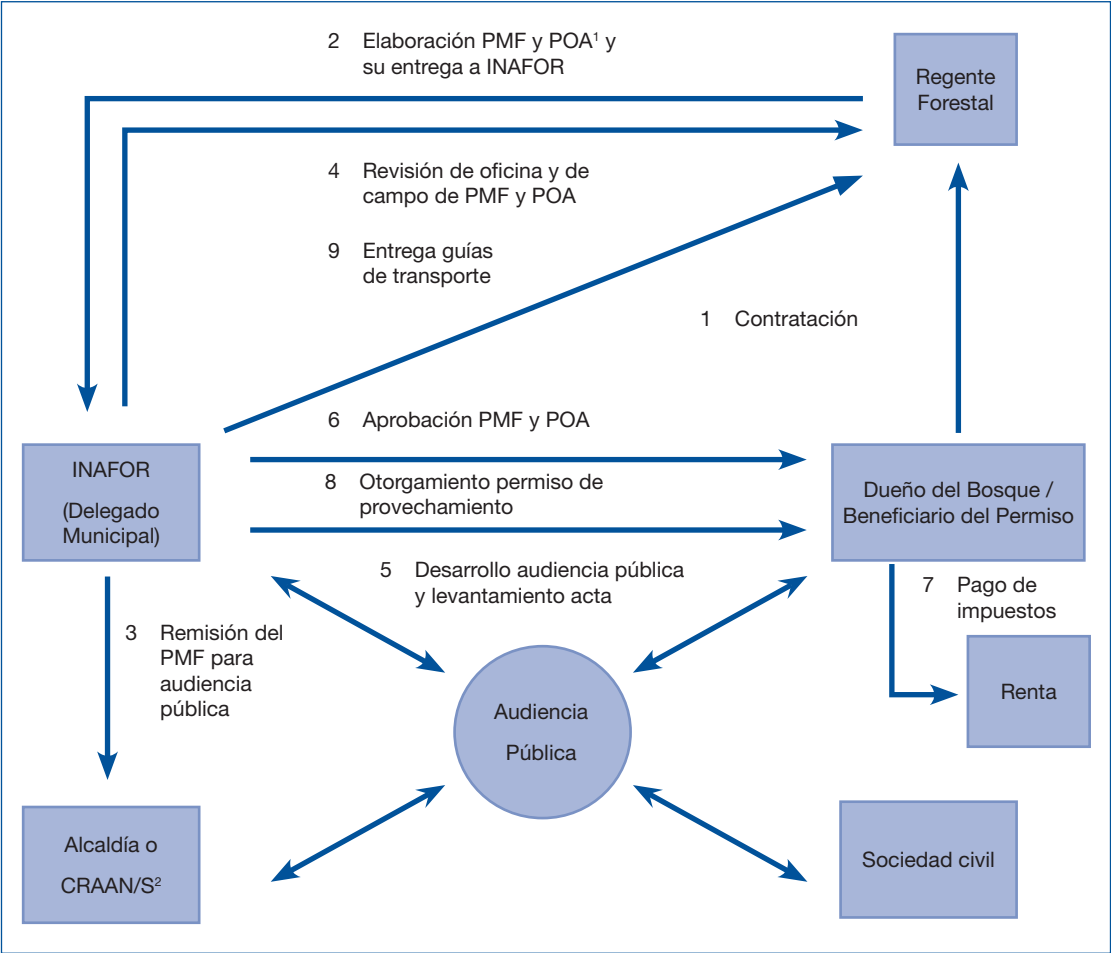 2 Elaboración PMF y POA¹ y
su entrega a INAFOR
Regente
Forestal
4 Revisión de oficina y de
campo de PMF y POA
9 Entrega guías
de transporte
1 Contratación
6 Aprobación PMF y POA
INAFOR
(Delegado
Municipal)
8 Otorgamiento permiso de
provechamiento
Dueño del Bosque /
Beneficiario del Permiso
5 Desarrollo audiencia pública
y levantamiento acta
7 Pago de
impuestos
3 Remisión del
PMF para
audiencia
pública
Renta
Audiencia
Pública
Alcaldía o
CRAAN/S²
Sociedad civil